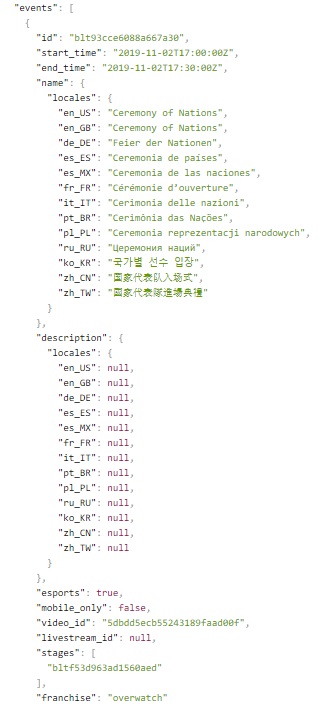 "events": [
{
"id": "blt93cce6088a667a30",
"start_time": "2019-11-02T17:00:00Z",
"end_time": "2019-11-02T17:30:00Z",
"name": {
"locales": {
"en_US": "Ceremony of Nations",
"en_GB": "Ceremony of Nations",
"de_DE": "Feier der Nationen",
"es_ES": "Ceremonia de países",
"es_MX": "Ceremonia de las naciones",
"fr_FR": "Cérémonie d’ouverture",
"it_IT": "Cerimonia delle nazioni",
"pt_BR": "Cerimônia das Nações",
"pl_PL": "Ceremonia reprezentacji narodowych",
"ru_RU": "Церемония наций",
"ko_KR": "국가별 선수 입장",
"zh_CN": "国家代表队入场式",
"zh_TW": "國家代表隊進場典禮"
}
},
"description": {
"locales": {
"en_US": null,
"en_GB": null,
"de_DE": null,
"es_ES": null,
"es_MX": null,
"fr_FR": null,
"it_IT": null,
"pt_BR": null,
"pl_PL": null,
"ru_RU": null,
"ko_KR": null,
"zh_CN": null,
"zh_TW": null
}
},
"esports": true,
"mobile_only": false,
"video_id": "5dbdd5ecb55243189faad00f",
"livestream_id": null,
"stages": [
"bltf53d963ad1560aed"
],
"franchise": "overwatch"